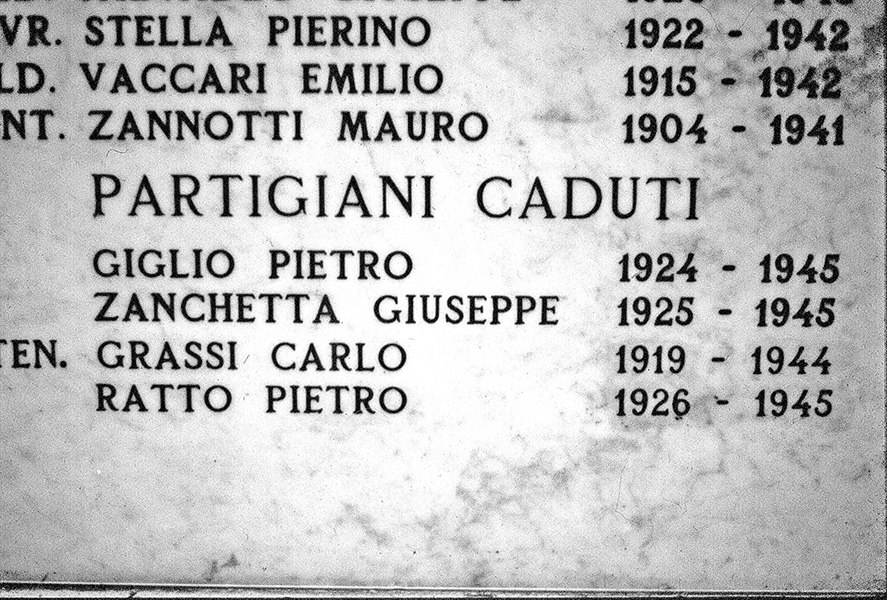 VR. STELLA PIERINO 1922 - 1942
LD. VACCARI EMILIO 1915 - 1942
NT. ZANNOTTI MAURO 1904 - 1941
PARTIGIANI CADUTI
GIGLIO PIETRO 1924 - 1945
ZANCHETTA GIUSEPPE 1925 - 1945
TEN. GRASSI CARLO 1919 - 1944
RATTO PIETRO 1926 - 1945